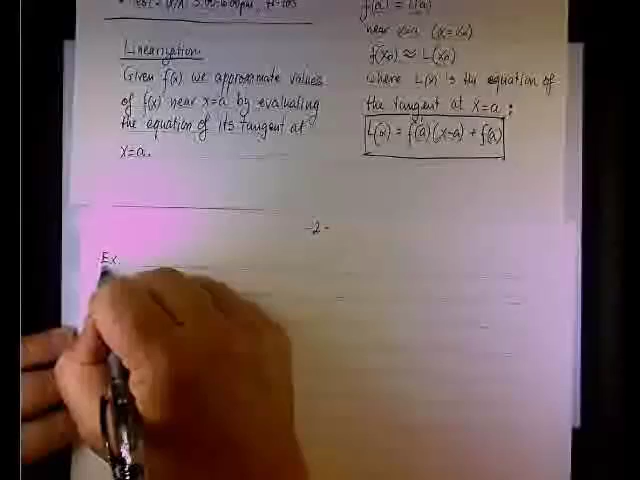 Linearization
Given f(x) we approximate values
of f(x) near x=a by evaluating
the equation of its tangent at
x=a.
f(a) = L(a)
near x=a (x=x₀)
f(x₀) ≈ L(x₀)
where L(x) is the equation of
the tangent at x=a:
L(x) = f'(a)(x-a) + f(a)
-2-
Ex.